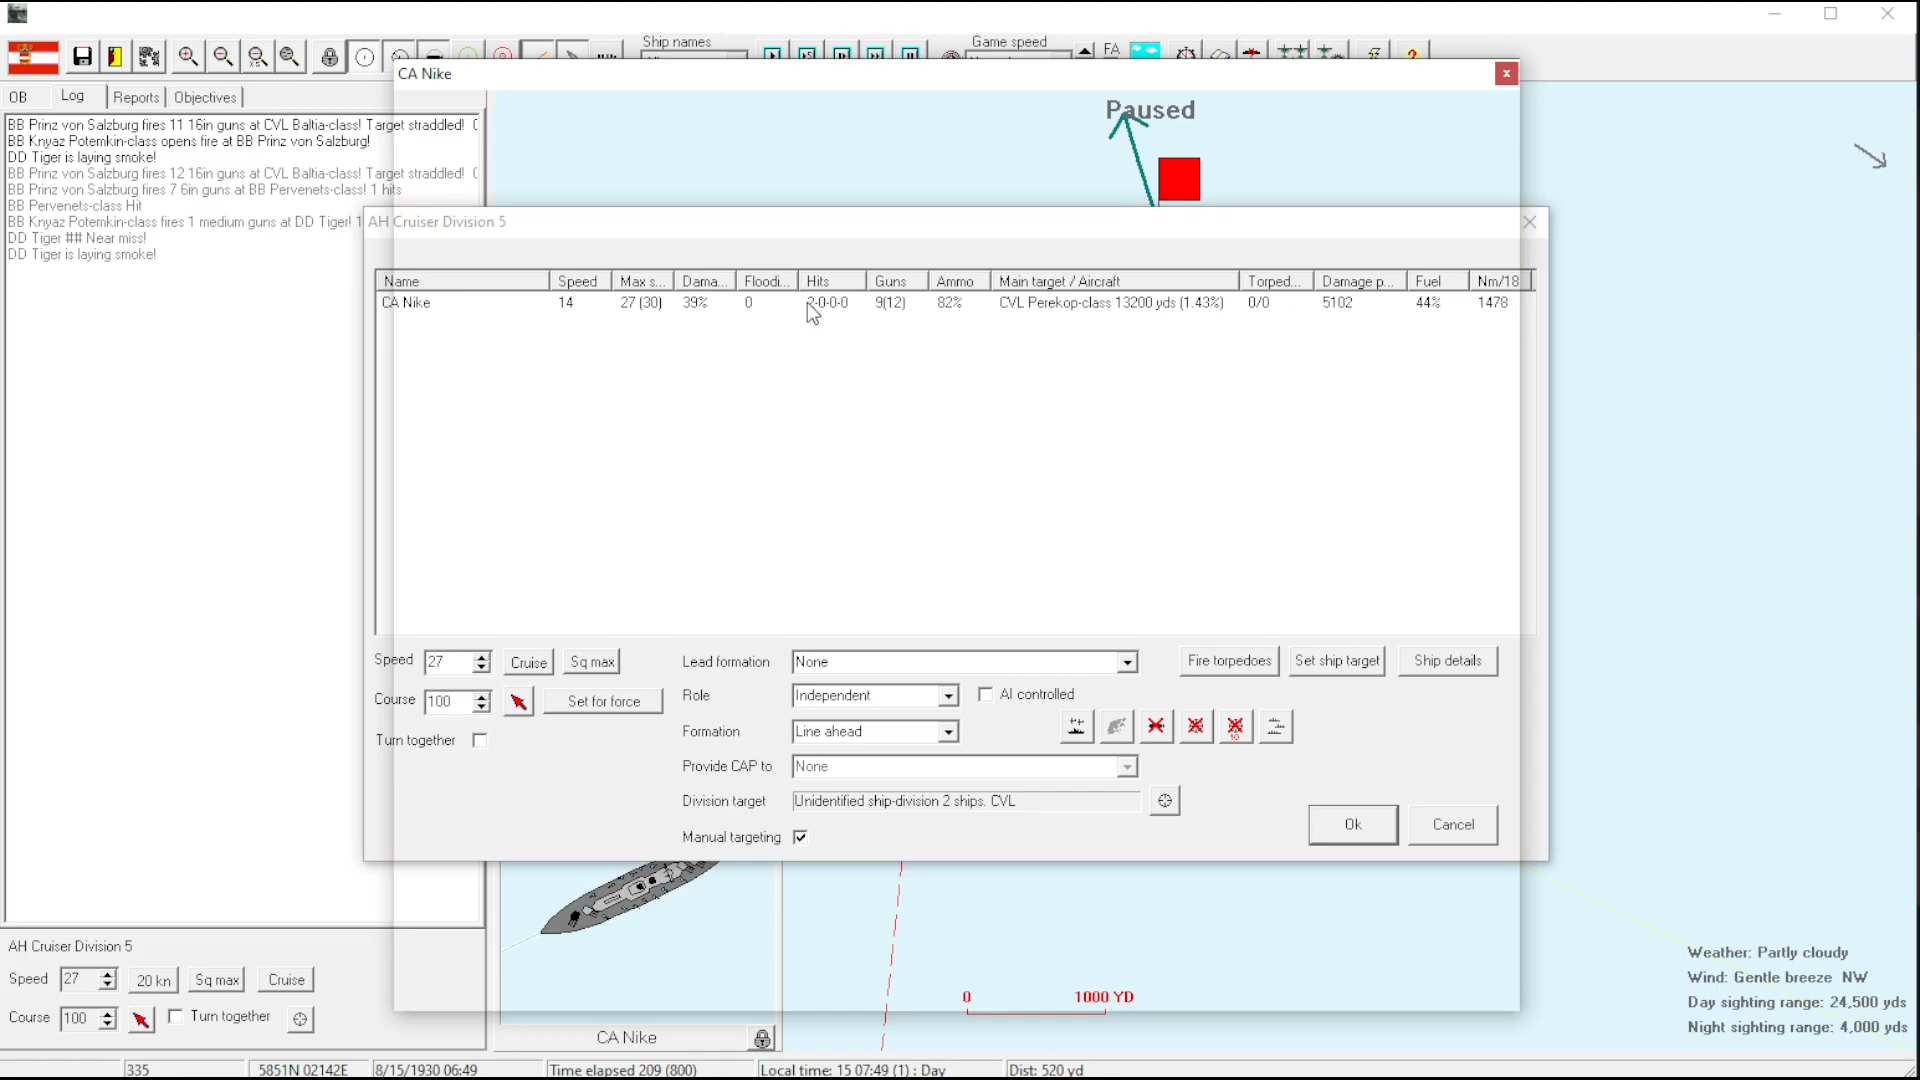 Ship names
Game speed
FA
CA Nike
x
OB Log Reports Objectives
Paused
BB Prinz von Salzburg fires 11 16in guns at CVL Baltia-class! Target straddled! (
BB Knyaz Potemkin-class opens fire at BB Prinz von Salzburg!
DD Tiger is laying smoke!
BB Prinz von Salzburg fires 12 16in guns at CVL Baltia-class! Target straddled! (
BB Prinz von Salzburg fires 7 6in guns at BB Pervenets-class! 1 hits
BB Pervenets-class Hit
BB Knyaz Potemkin-class fires 1 medium guns at DD Tiger! 1
DD Tiger ## Near miss!
DD Tiger is laying smoke!
AH Cruiser Division 5
Name Speed Max s... Dama... Floodi... Hits Guns Ammo Main target / Aircraft Torped... Damage p... Fuel Nm/18
CA Nike 14 27 (30) 39% 0 2-0-0-0 9(12) 82% CVL Perekop-class 13200 yds (1.43%) 0/0 5102 44% 1478
Speed 27 Cruise Sq max Lead formation None Fire torpedoes Set ship target Ship details
Course 100 Set for force Role Independent AI controlled
Turn together Formation Line ahead
10
Provide CAP to None
Division target Unidentified ship-division 2 ships. CVL
Manual targeting
Ok Cancel
AH Cruiser Division 5
Speed 27 20 kn Sq max Cruise
Course 100 Turn together
CA Nike
0 1000 YD
Weather: Partly cloudy
Wind: Gentle breeze NW
Day sighting range: 24,500 yds
Night sighting range: 4,000 yds
335 5851N 02142E 8/15/1930 06:49 Time elapsed 209 (800) Local time: 15 07:49 (1) : Day Dist: 520 yd